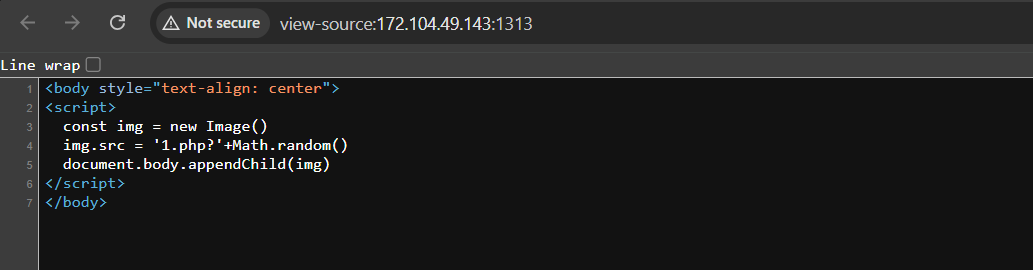 Not secure view-source:172.104.49.143:1313
Line wrap
1 <body style="text-align: center">
2 <script>
3   const img = new Image()
4   img.src = '1.php?'+Math.random()
5   document.body.appendChild(img)
6 </script>
7 </body>